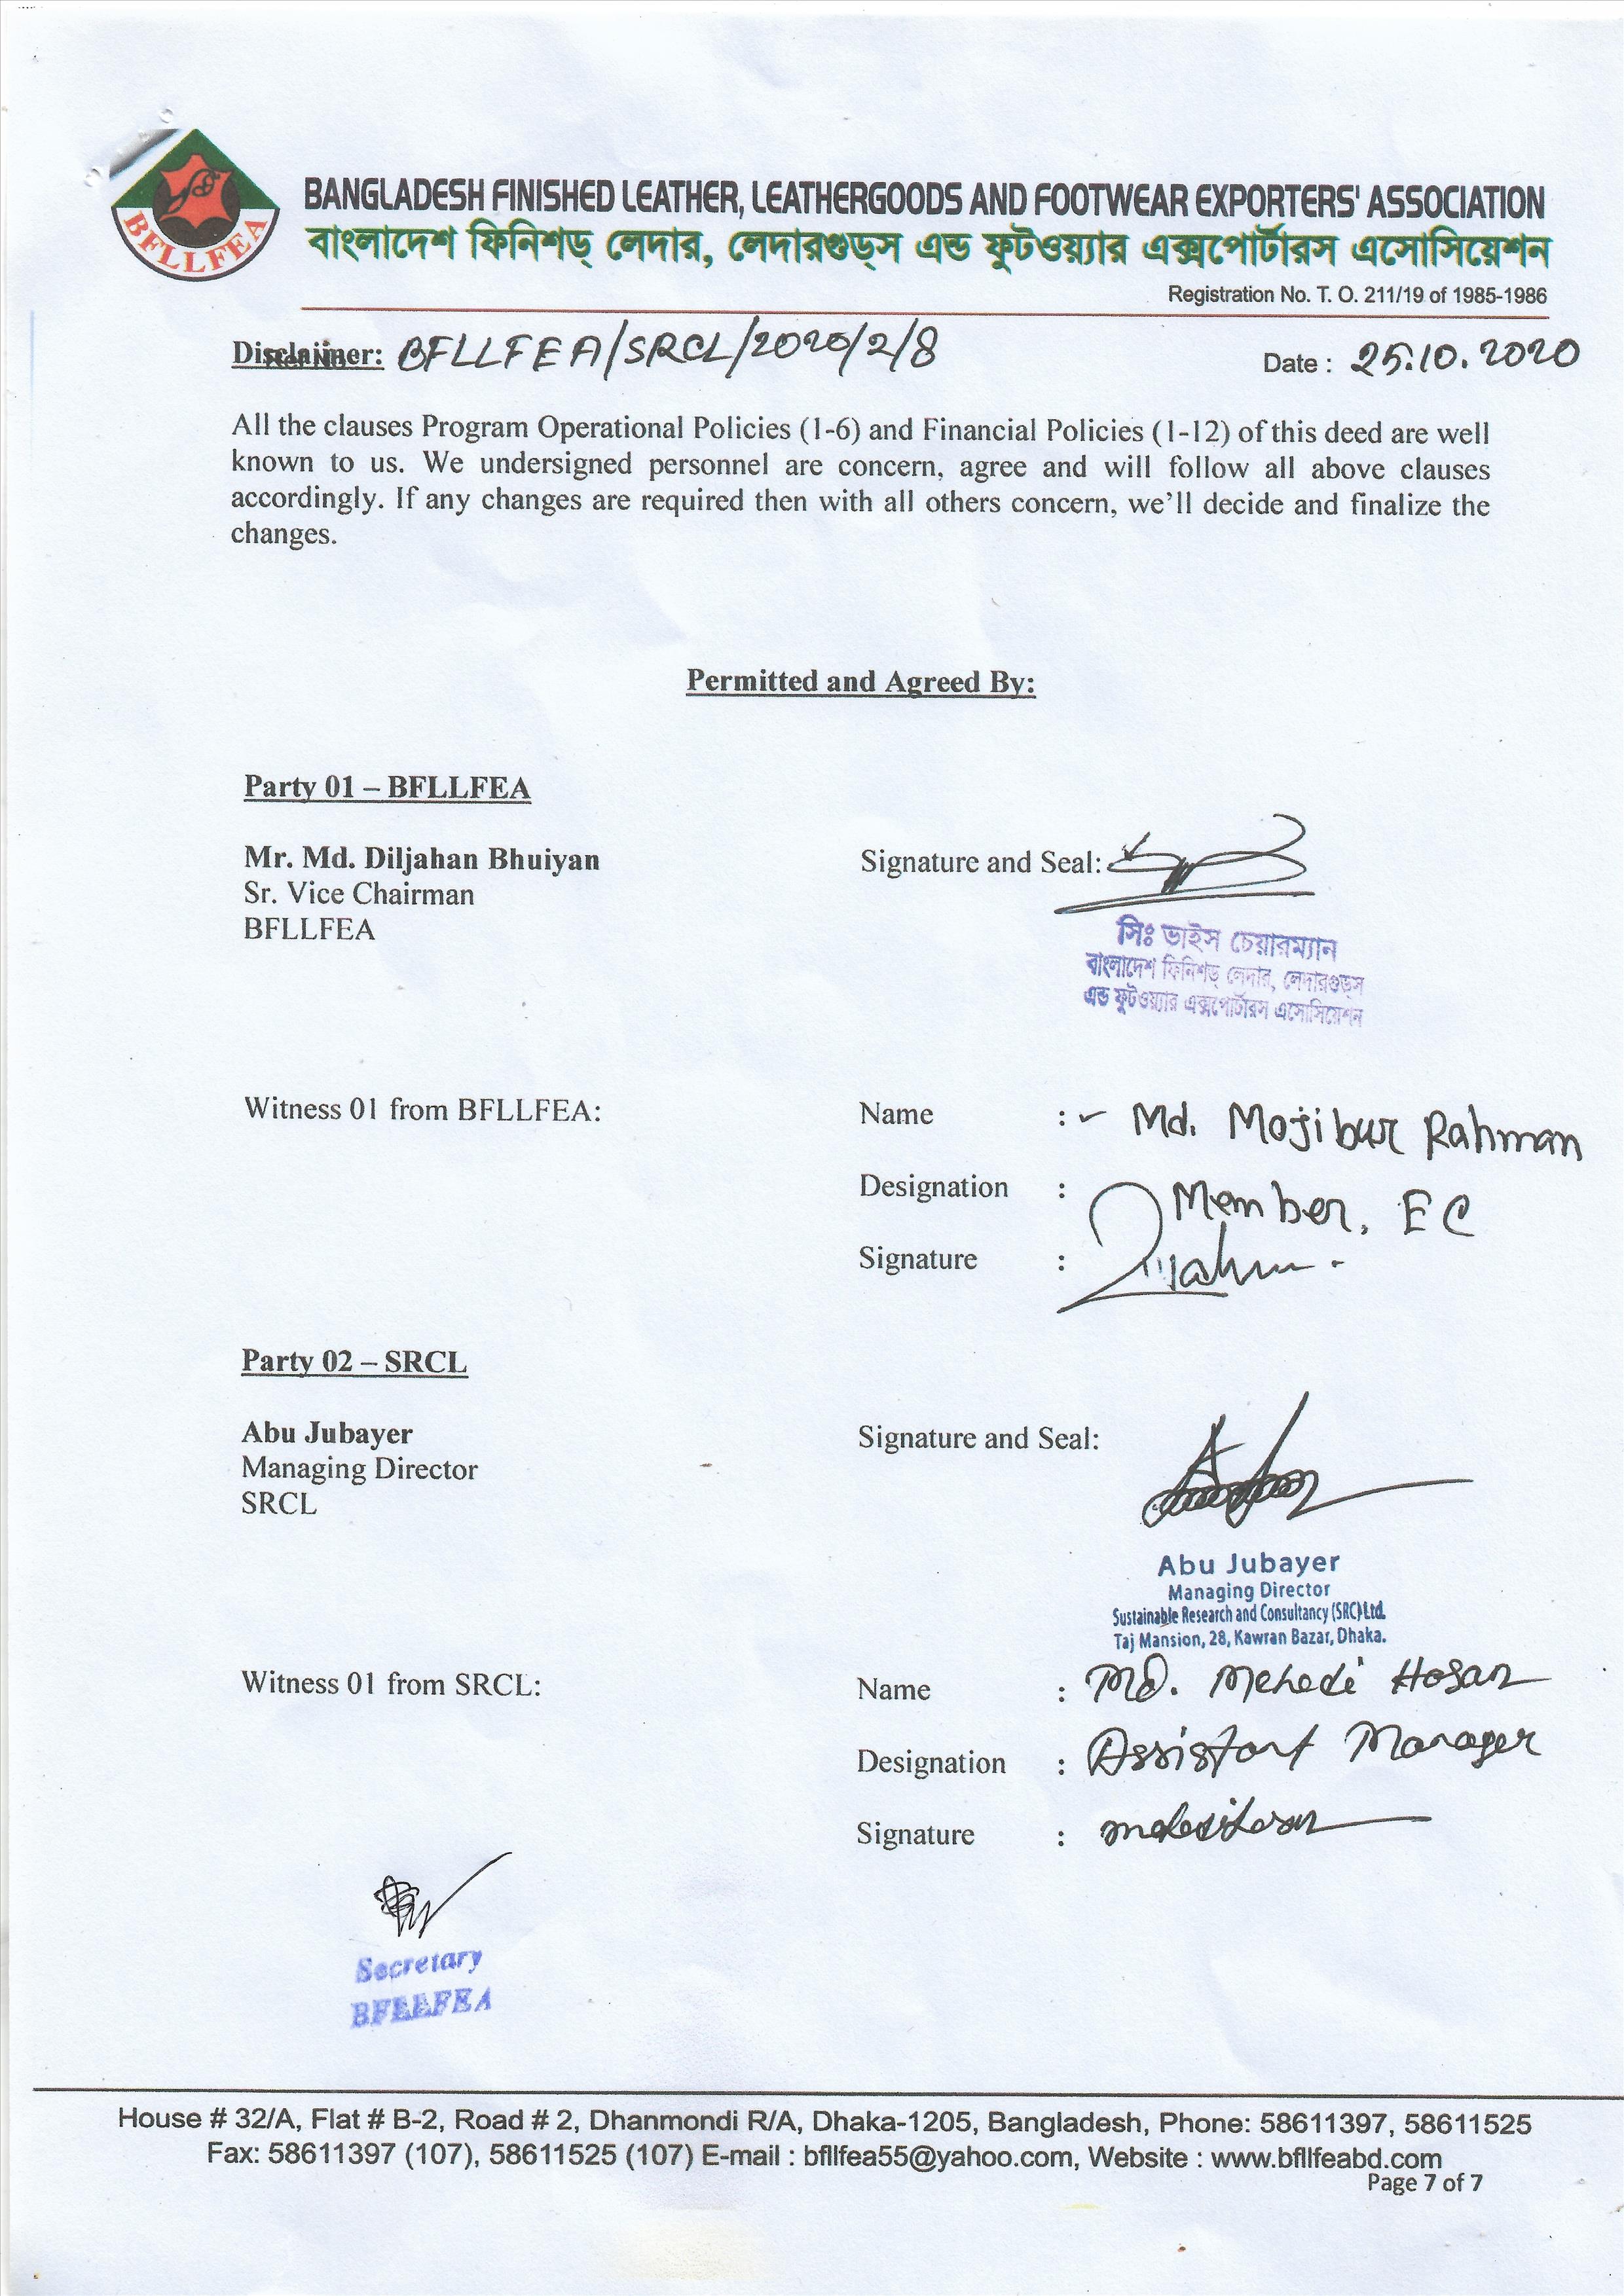 BFLLFEA
BANGLADESH FINISHED LEATHER, LEATHERGOODS AND FOOTWEAR EXPORTERS' ASSOCIATION
বাংলাদেশ ফিনিশড্ লেদার, লেদারগুড্স এন্ড ফুটওয়্যার এক্সপোর্টারস এসোসিয়েশন
Registration No. T. O. 211/19 of 1985-1986
Disclaimer: BFLLFEA/SRCL/2020/2/8 Date : 25.10.2020
All the clauses Program Operational Policies (1-6) and Financial Policies (1-12) of this deed are well
known to us. We undersigned personnel are concern, agree and will follow all above clauses
accordingly. If any changes are required then with all others concern, we'll decide and finalize the
changes.
Permitted and Agreed By:
Party 01 – BFLLFEA
Mr. Md. Diljahan Bhuiyan Signature and Seal:
Sr. Vice Chairman
BFLLFEA
সিঃ ভাইস চেয়ারম্যান
বাংলাদেশ ফিনিশড্ লেদার, লেদারগুড্স
এন্ড ফুটওয়্যার এক্সপোর্টারস এসোসিয়েশন
Witness 01 from BFLLFEA: Name : Md. Mojibur Rahman
Designation : Member, EC
Signature :
Party 02 – SRCL
Abu Jubayer Signature and Seal:
Managing Director
SRCL
Abu Jubayer
Managing Director
Sustainable Research and Consultancy (SRC) Ltd.
Taj Mansion, 28, Kawran Bazar, Dhaka.
Witness 01 from SRCL: Name : MD. Mehedi Hosan
Designation : Assistant Manager
Signature :
Secretary
BFLLFEA
House # 32/A, Flat # B-2, Road # 2, Dhanmondi R/A, Dhaka-1205, Bangladesh, Phone: 58611397, 58611525
Fax: 58611397 (107), 58611525 (107) E-mail : bfllfea55@yahoo.com, Website : www.bfllfeabd.com
Page 7 of 7